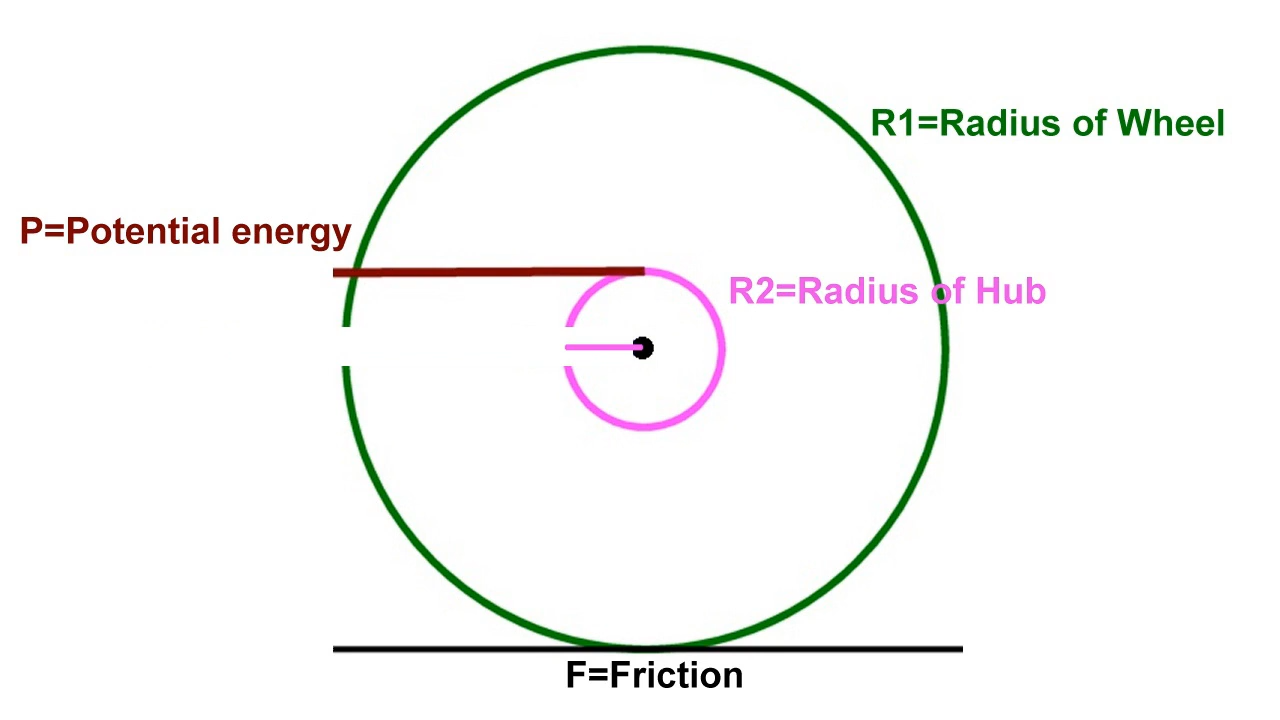 R1=Radius of Wheel
P=Potential energy
R2=Radius of Hub
F=Friction